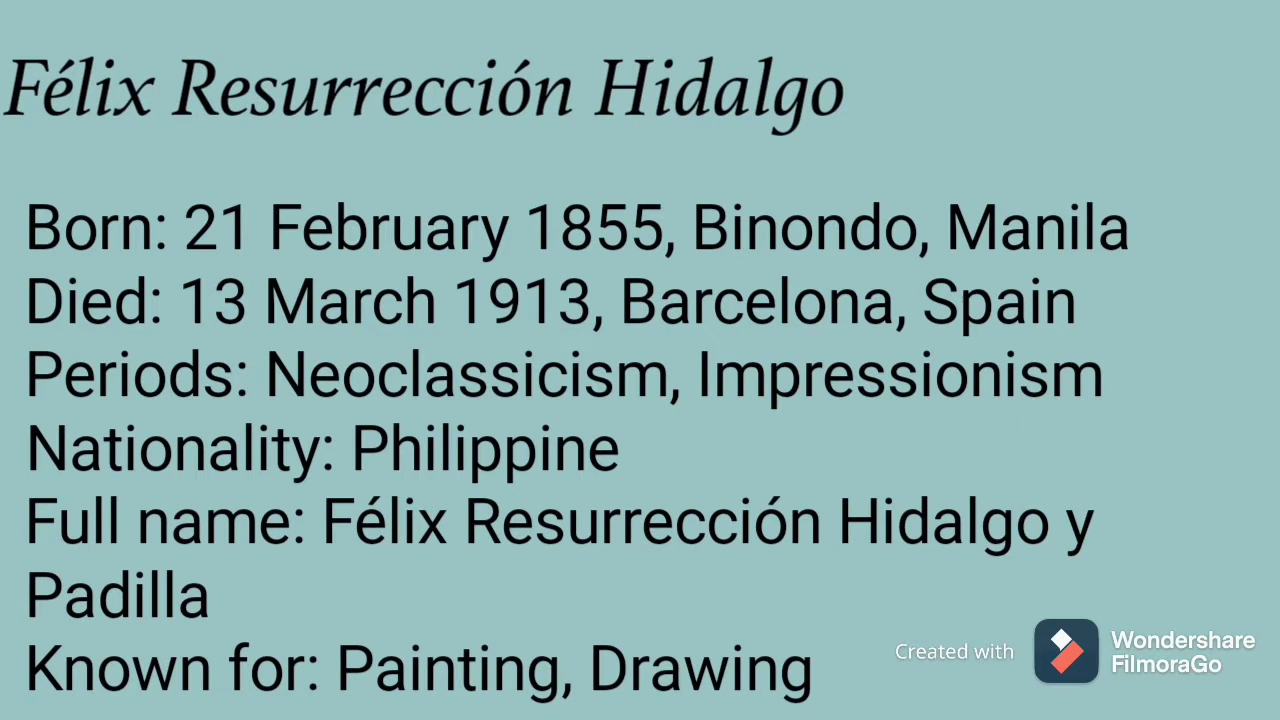 Félix Resurrección Hidalgo
Born: 21 February 1855, Binondo, Manila
Died: 13 March 1913, Barcelona, Spain
Periods: Neoclassicism, Impressionism
Nationality: Philippine
Full name: Félix Resurrección Hidalgo y
Padilla
Known for: Painting, Drawing
Created with
Wondershare
FilmoraGo